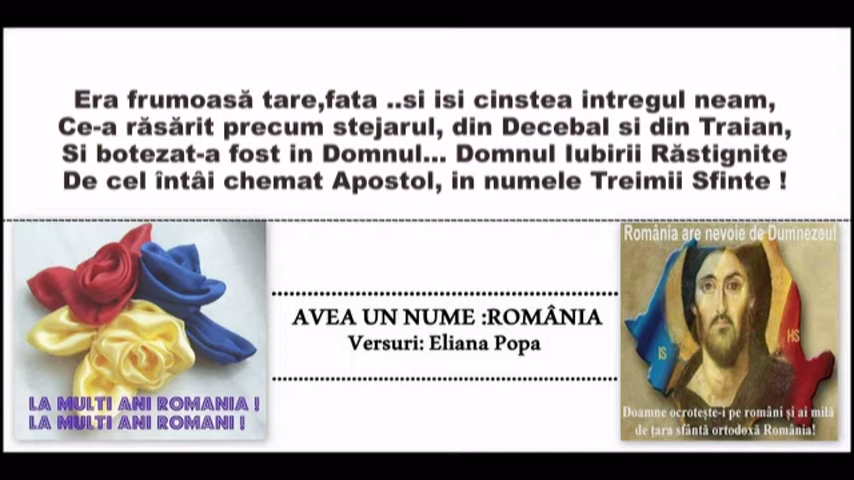 Era frumoasă tare,fata ..si isi cinstea intregul neam,
Ce-a răsărit precum stejarul, din Decebal si din Traian,
Si botezat-a fost in Domnul... Domnul Iubirii Răstignite
De cel întâi chemat Apostol, in numele Treimii Sfinte !
România are nevoie de Dumnezeu!
AVEA UN NUME :ROMÂNIA
Versuri: Eliana Popa
IS
HS
LA MULTI ANI ROMANIA !
LA MULTI ANI ROMANI !
Doamne ocrotește-i pe români și ai milă
de țara sfântă ortodoxă România!